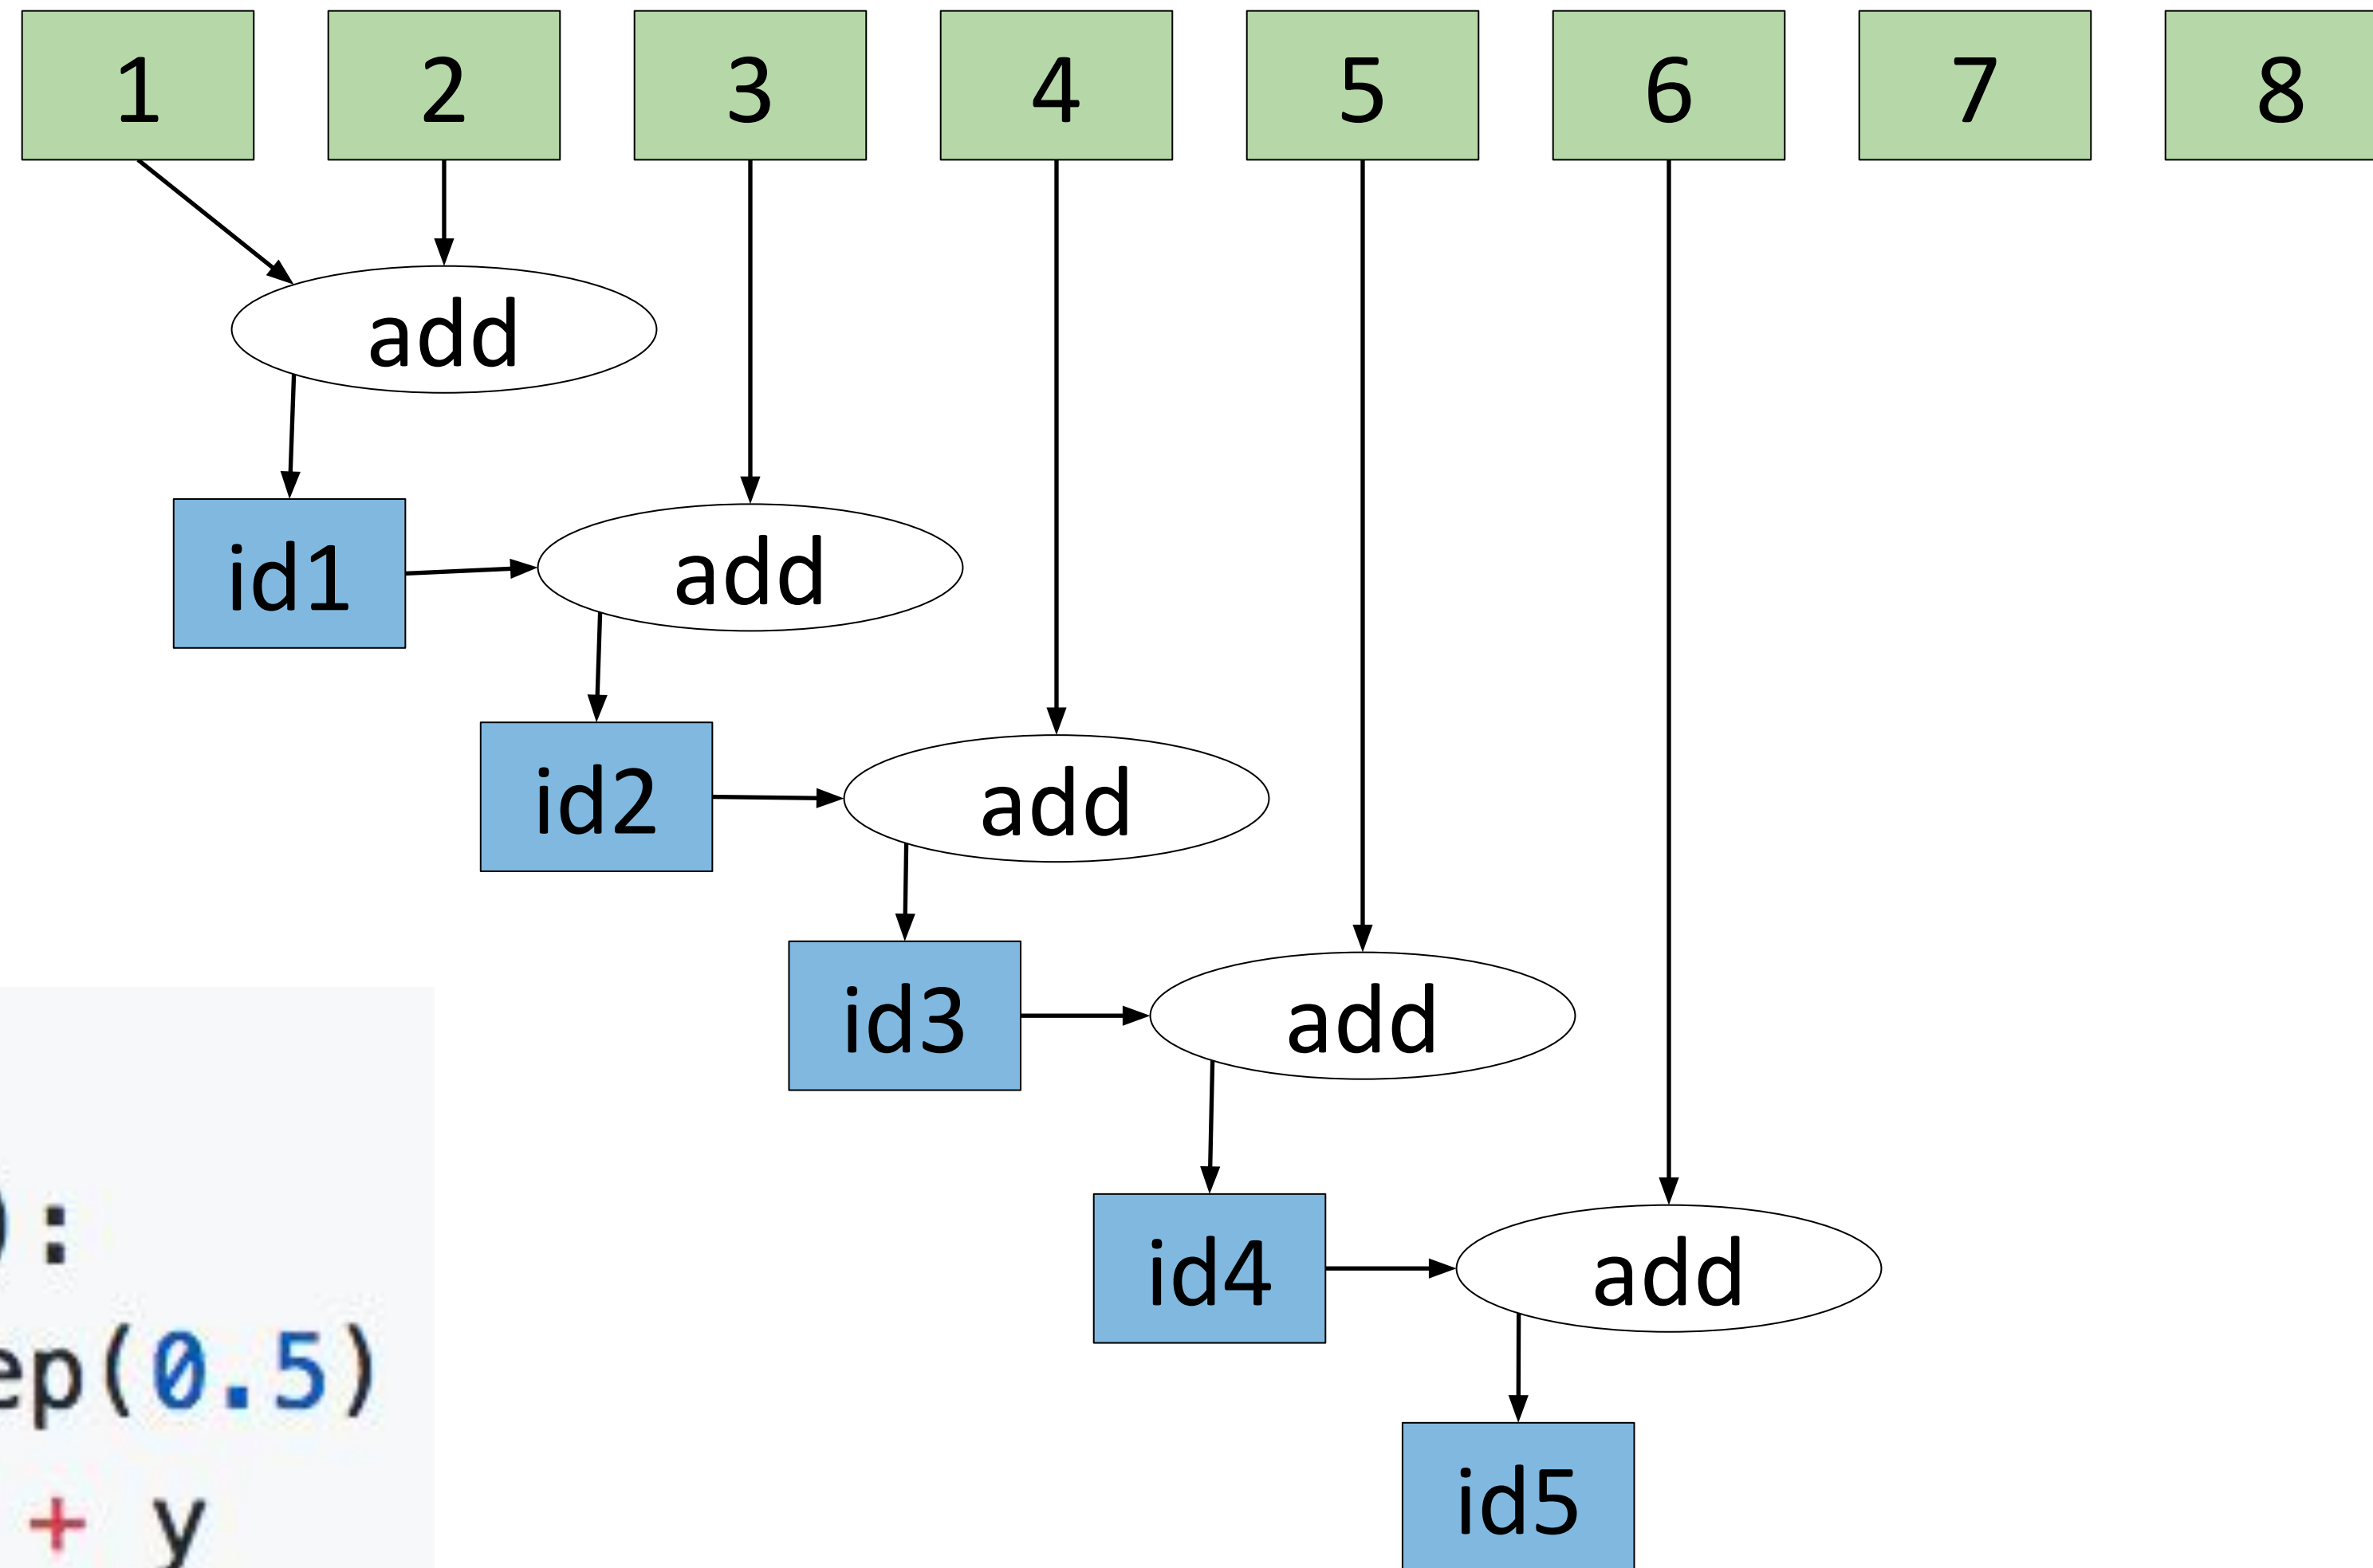 1 2 3 4 5 6 7 8
add
id1 add
id2 add
id3 add
id4 add
id5
):
ep(0.5)
+ y